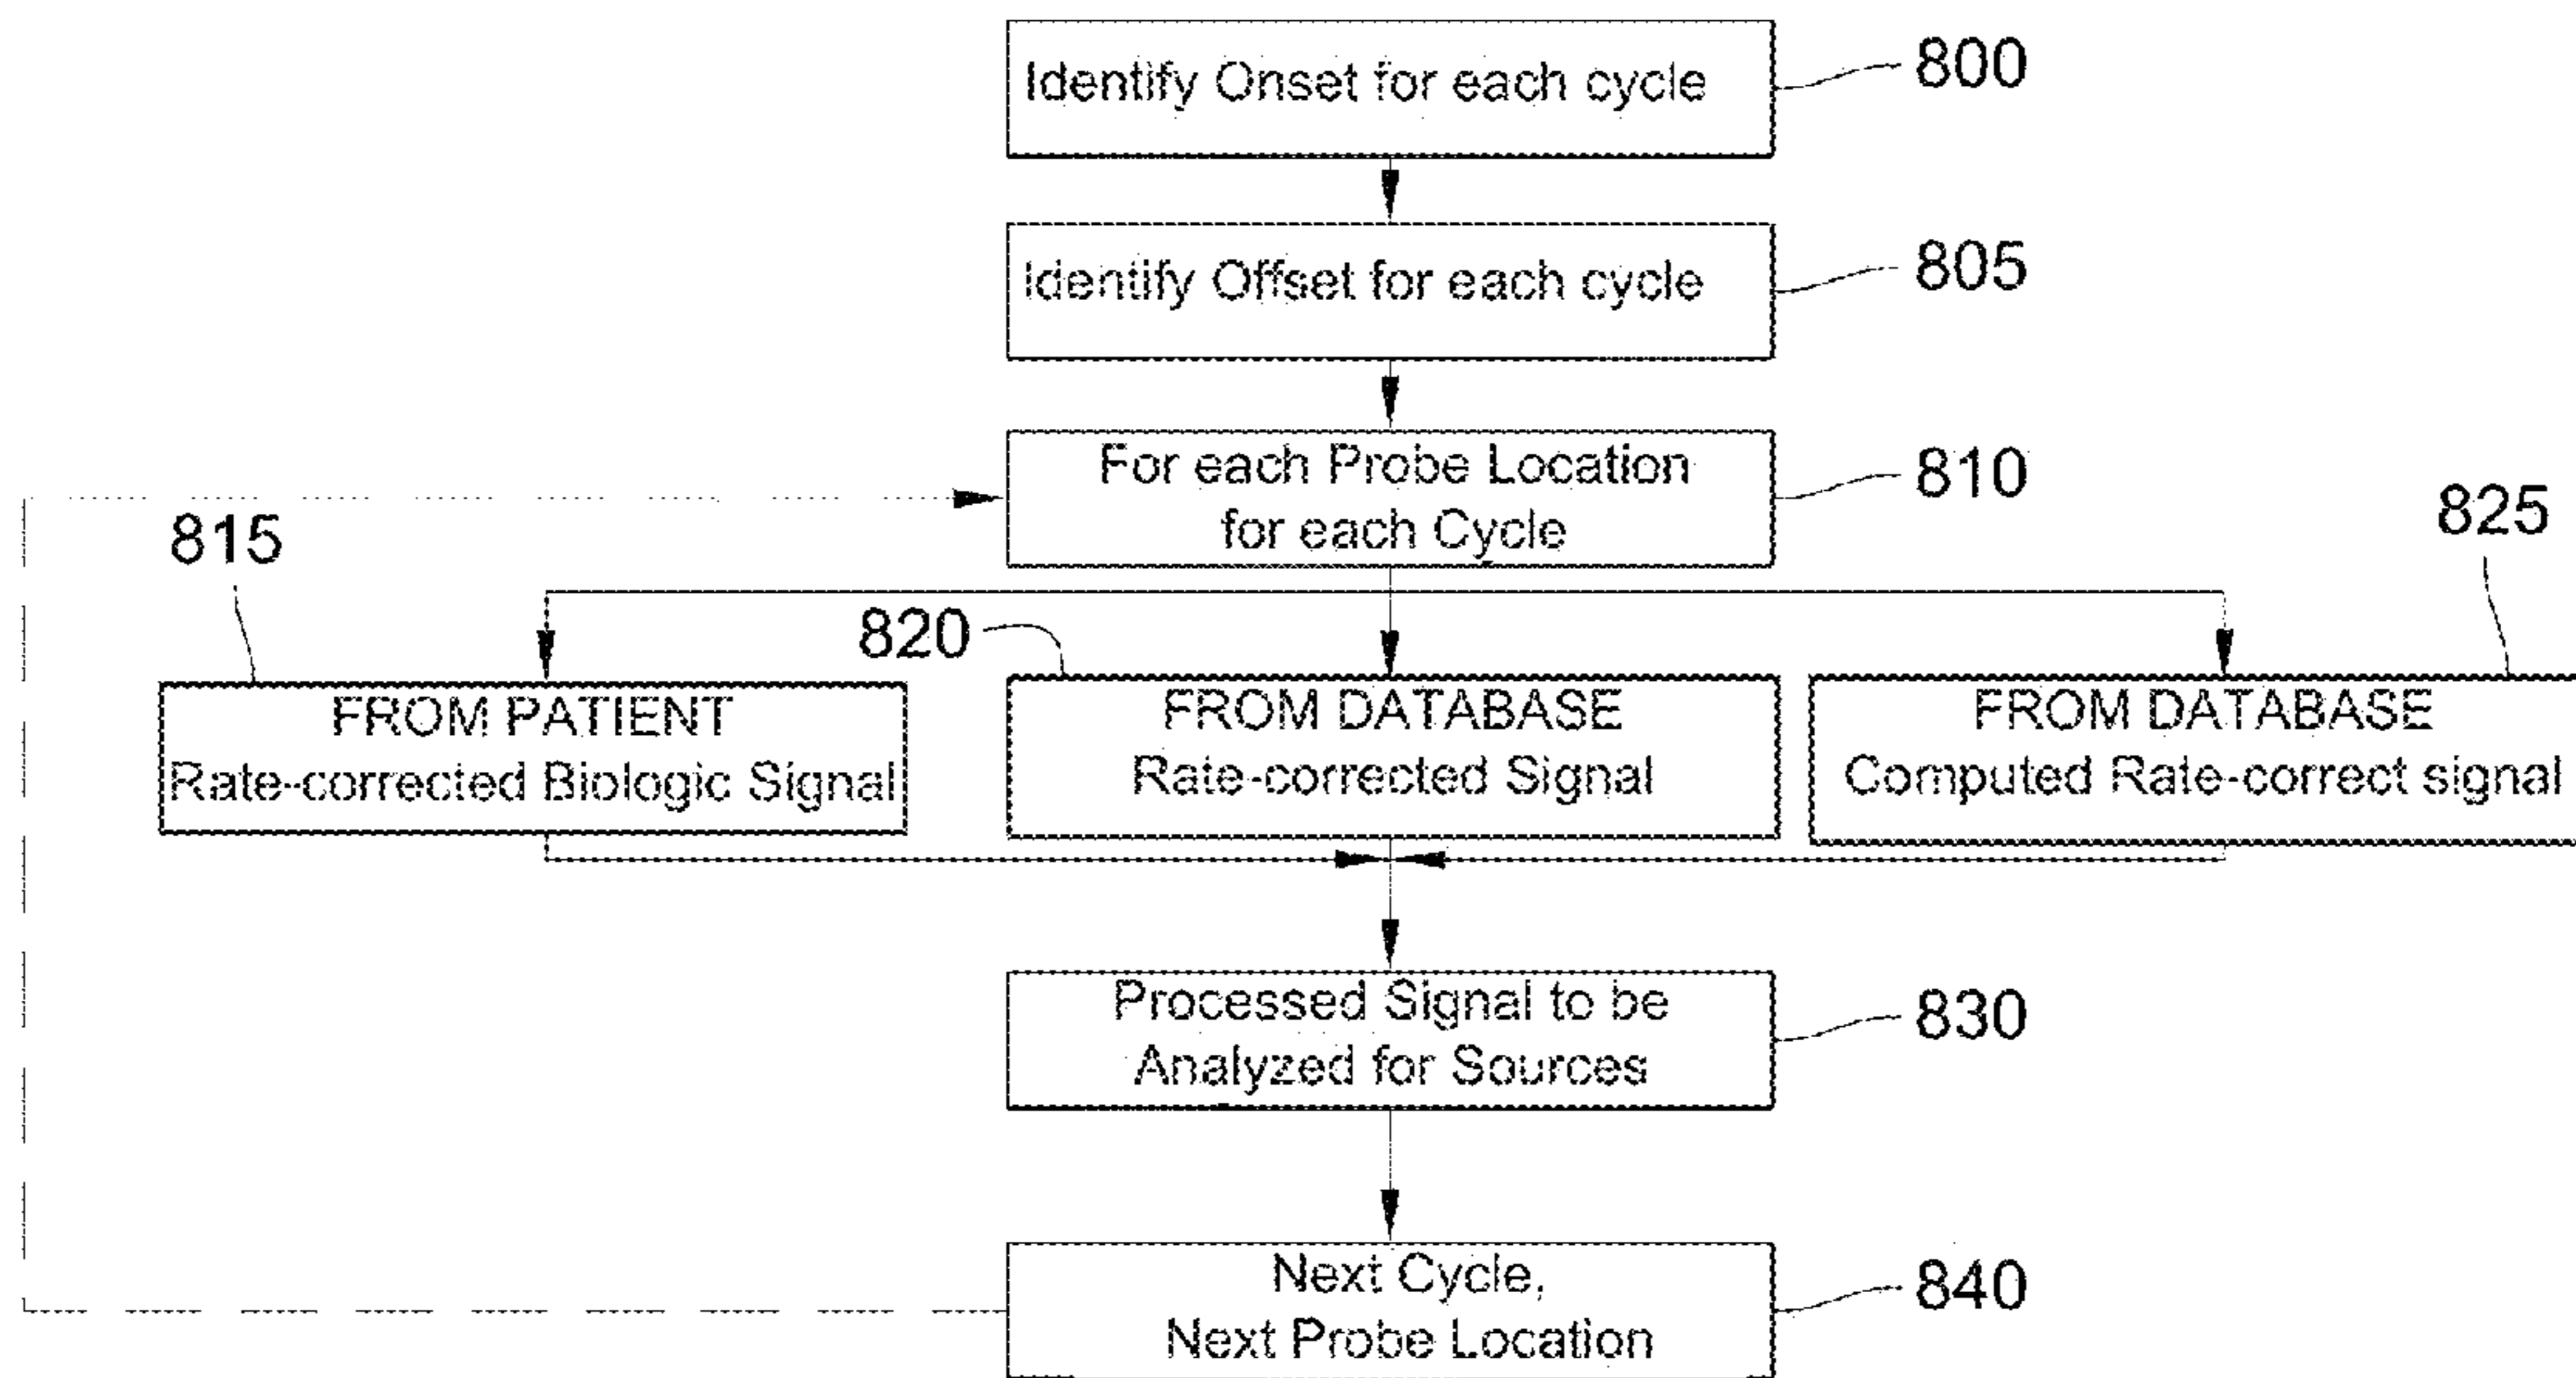 Identify Onset for each cycle
800
Identify Offset for each cycle
805
For each Probe Location
for each Cycle
810
815
820
825
FROM PATIENT
Rate-corrected Biologic Signal
FROM DATABASE
Rate-corrected Signal
FROM DATABASE
Computed Rate-correct signal
Processed Signal to be
Analyzed for Sources
830
Next Cycle,
Next Probe Location
840